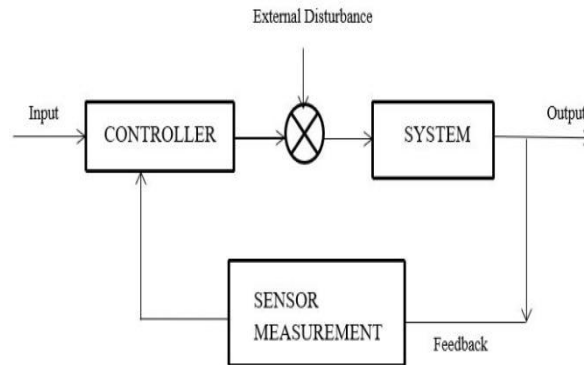 External Disturbance
Input
CONTROLLER
SYSTEM
Output
SENSOR
MEASUREMENT
Feedback